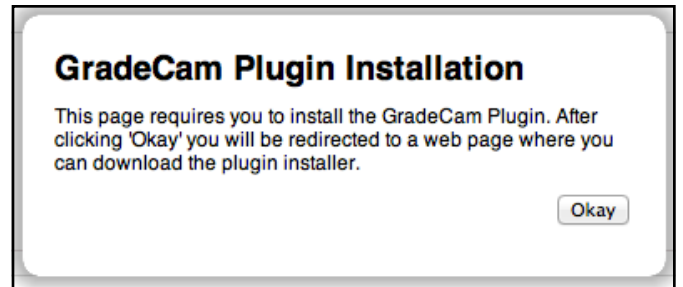 GradeCam Plugin Installation
This page requires you to install the GradeCam Plugin. After
clicking 'Okay' you will be redirected to a web page where you
can download the plugin installer.
Okay